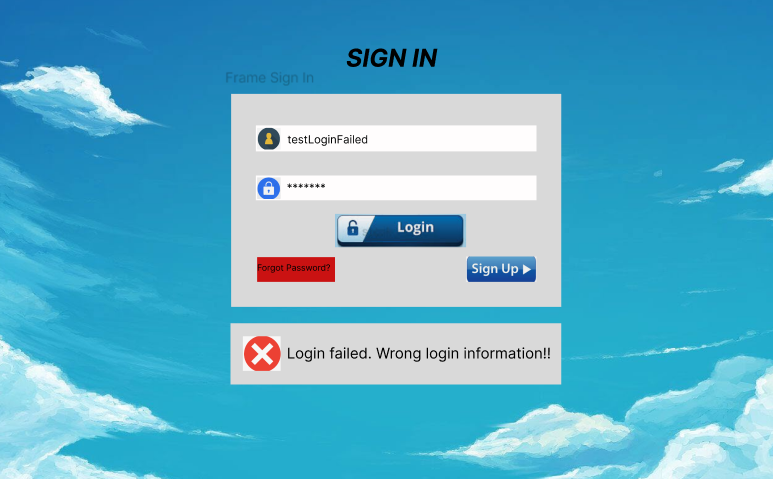 SIGN IN
Frame Sign In
testLoginFailed
*******
Login
Forgot Password?
Sign Up
Login failed. Wrong login information!!